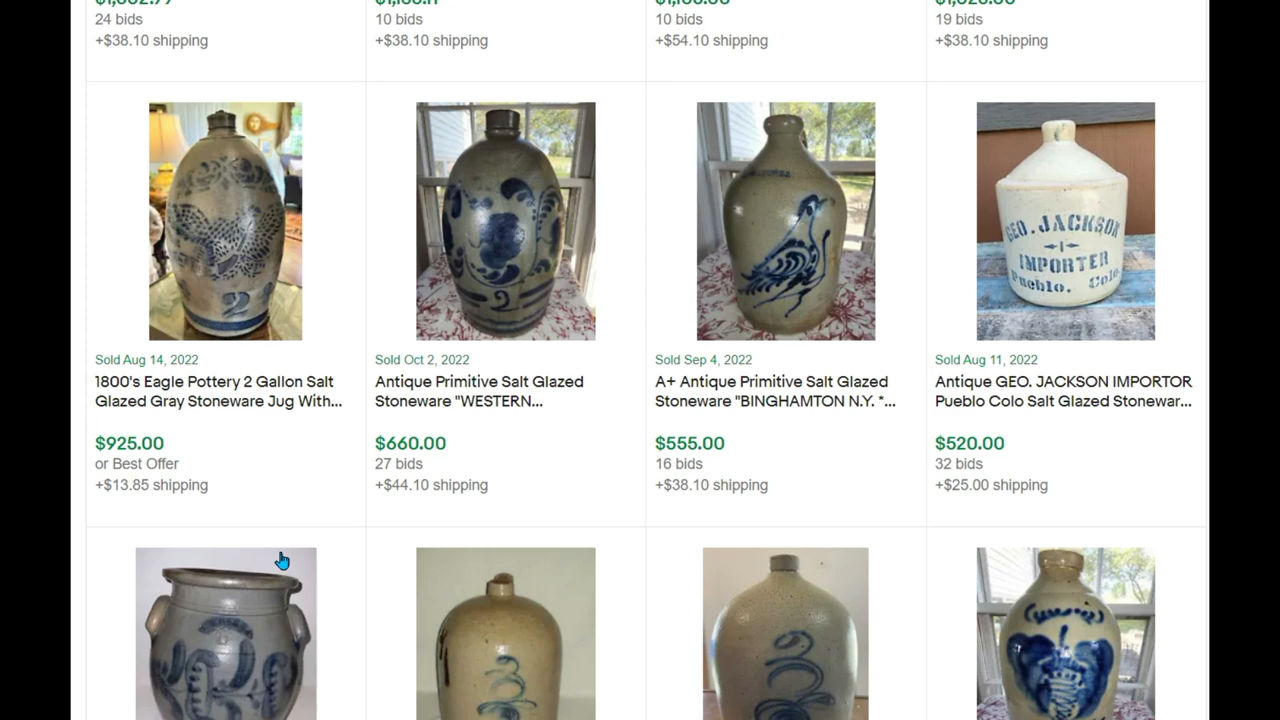 24 bids
10 bids
10 bids
19 bids
+$38.10 shipping
+$38.10 shipping
+$54.10 shipping
+$38.10 shipping
2
2
GEO. JACKSON
IMPORTER
Pueblo. Colo.
Sold Aug 14, 2022
1800's Eagle Pottery 2 Gallon Salt
Glazed Gray Stoneware Jug With...
$925.00
or Best Offer
+$13.85 shipping
Sold Oct 2, 2022
Antique Primitive Salt Glazed
Stoneware "WESTERN...
$660.00
27 bids
+$44.10 shipping
Sold Sep 4, 2022
A+ Antique Primitive Salt Glazed
Stoneware "BINGHAMTON N.Y. *...
$555.00
16 bids
+$38.10 shipping
Sold Aug 11, 2022
Antique GEO. JACKSON IMPORTOR
Pueblo Colo Salt Glazed Stonewar...
$520.00
32 bids
+$25.00 shipping